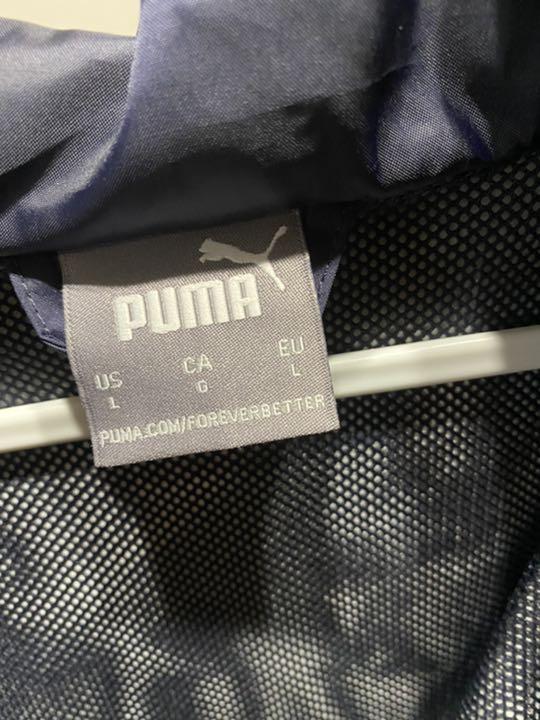 PUMA
US CA EU
L G L
PUMA.COM/FOREVERBETTER